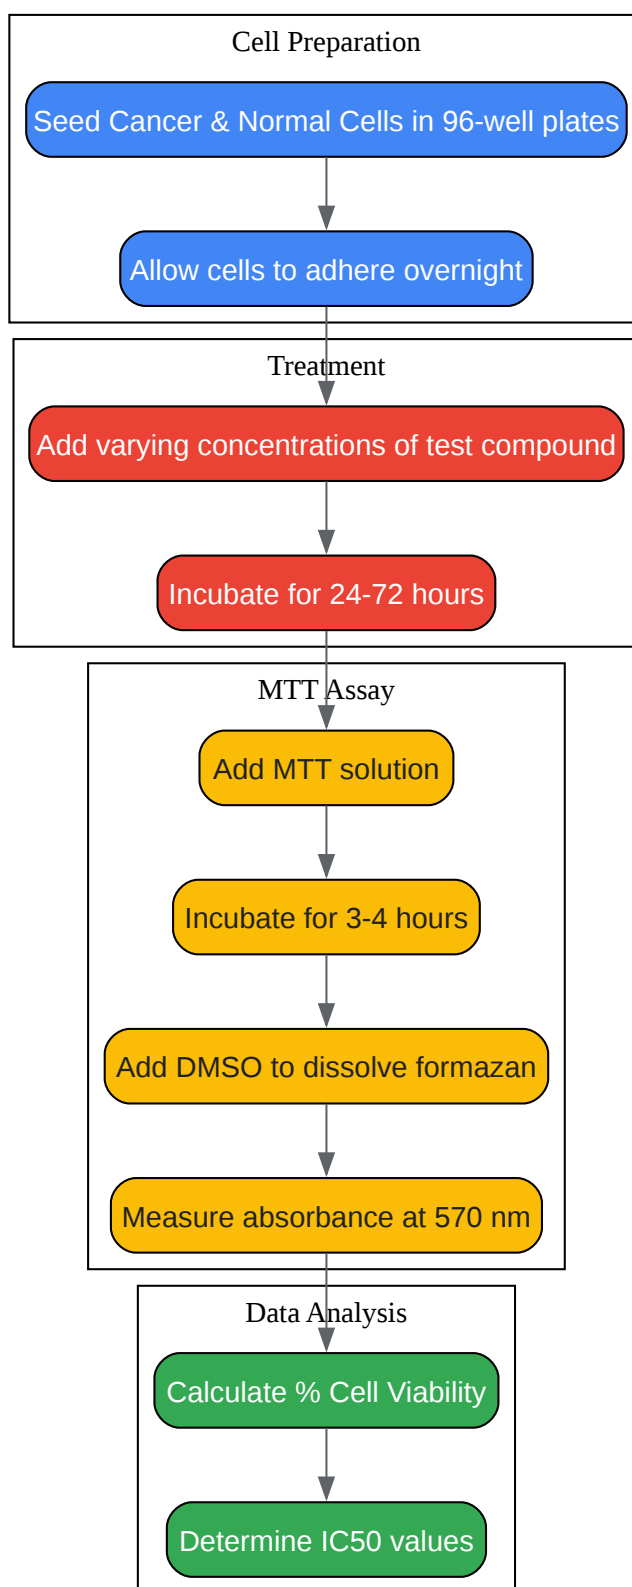 Cell Preparation
Seed Cancer & Normal Cells in 96-well plates
Allow cells to adhere overnight
Treatment
Add varying concentrations of test compound
Incubate for 24-72 hours
MTT Assay
Add MTT solution
Incubate for 3-4 hours
Add DMSO to dissolve formazan
Measure absorbance at 570 nm
Data Analysis
Calculate % Cell Viability
Determine IC50 values